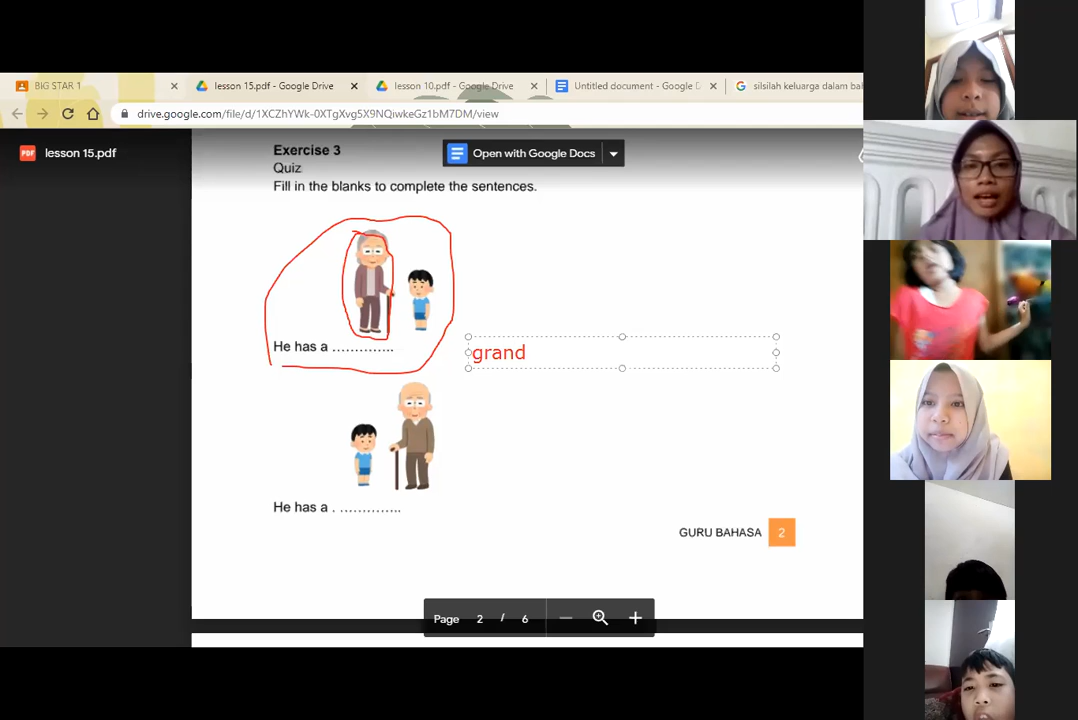 BIG STAR 1
lesson 15.pdf - Google Drive
lesson 10.pdf - Google Drive
Untitled document - Google D
silsilah keluarga dalam bah
drive.google.com/file/d/1XCZhYWk-0XTgXvg5X9NQiwkeGz1bM7DM/view
PDF lesson 15.pdf
Open with Google Docs
Exercise 3
Quiz
Fill in the blanks to complete the sentences.
He has a ..............
grand
He has a . ..............
GURU BAHASA 2
Page 2 / 6